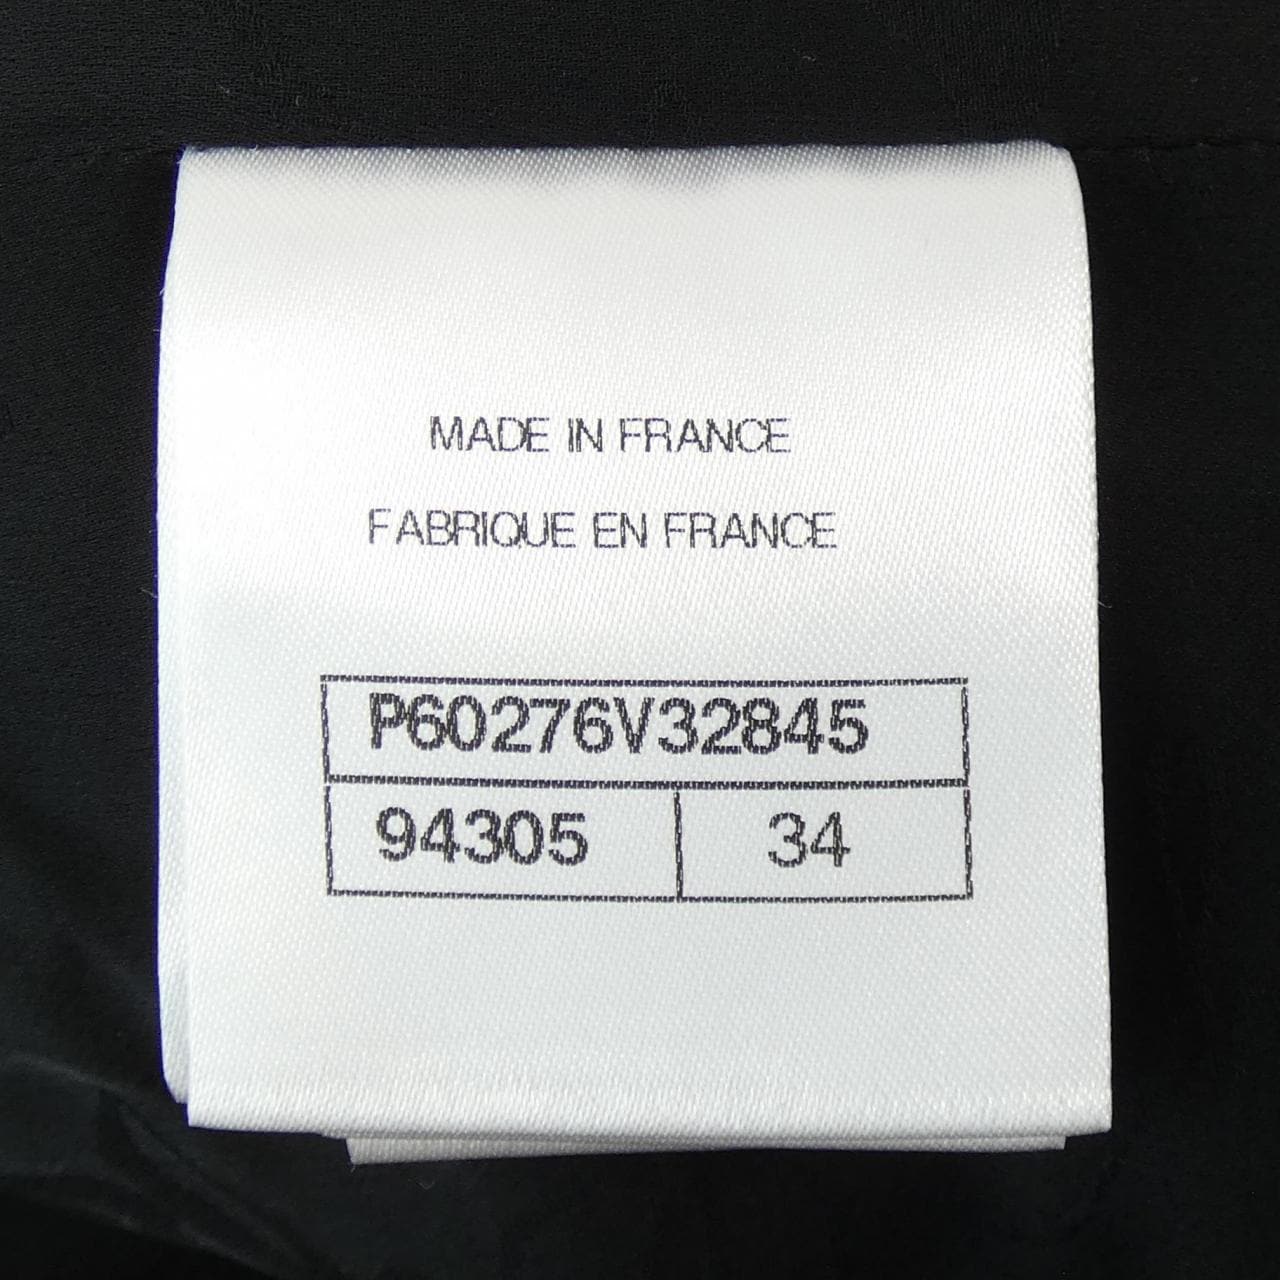 MADE IN FRANCE
FABRIQUE EN FRANCE
P60276V32845
94305 34